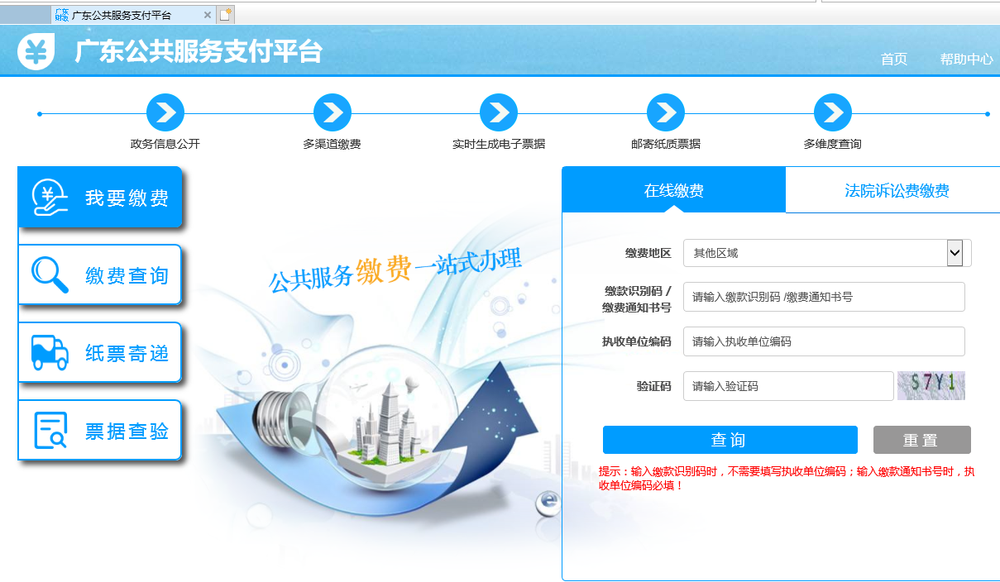 广东公共服务支付平台
广东公共服务支付平台
首页 帮助中心
政务信息公开 多渠道缴费 实时生成电子票据 邮寄纸质票据 多维度查询
我要缴费
缴费查询
纸票寄递
票据查验
公共服务缴费一站式办理
在线缴费 法院诉讼费缴费
缴费地区 其他区域
缴款识别码 /
缴费通知书号 请输入缴款识别码 /缴费通知书号
执收单位编码 请输入执收单位编码
验证码 请输入验证码 S7Y1
查 询 重 置
提示：输入缴款识别码时，不需要填写执收单位编码；输入缴款通知书号时，执
收单位编码必填！